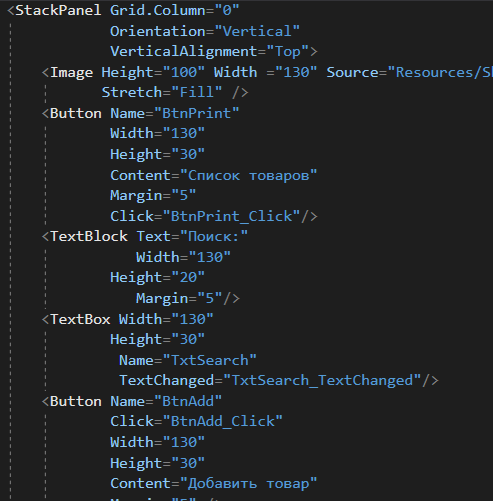 <StackPanel Grid.Column="0"
Orientation="Vertical"
VerticalAlignment="Top">
<Image Height="100" Width ="130" Source="Resources/
Stretch="Fill" />
<Button Name="BtnPrint"
Width="130"
Height="30"
Content="Список товаров"
Margin="5"
Click="BtnPrint_Click"/>
<TextBlock Text="Поиск:"
Width="130"
Height="20"
Margin="5"/>
<TextBox Width="130"
Height="30"
Name="TxtSearch"
TextChanged="TxtSearch_TextChanged"/>
<Button Name="BtnAdd"
Click="BtnAdd_Click"
Width="130"
Height="30"
Content="Добавить товар"